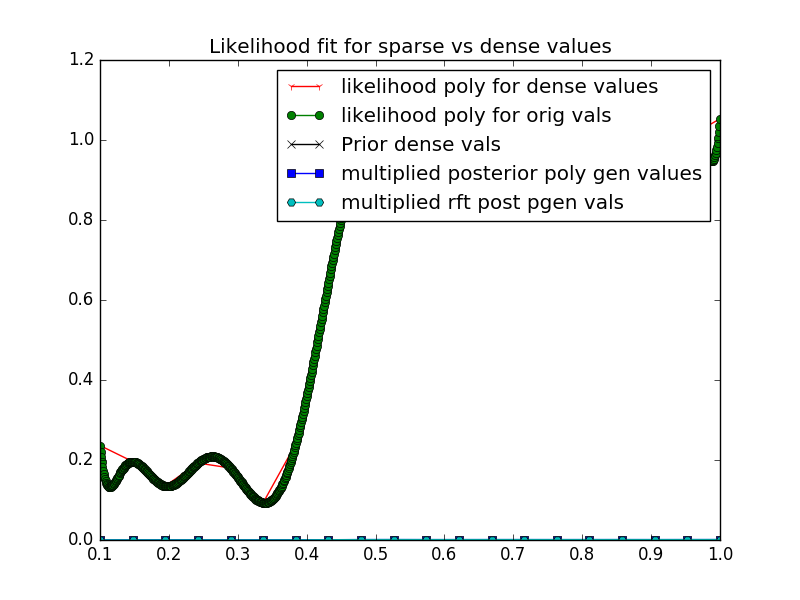 Likelihood fit for sparse vs dense values
1.2
1.0
0.8
0.6
0.4
0.2
0.0
likelihood poly for dense values
likelihood poly for orig vals
Prior dense vals
multiplied posterior poly gen values
multiplied rft post pgen vals
0.1 0.2 0.3 0.4 0.5 0.6 0.7 0.8 0.9 1.0